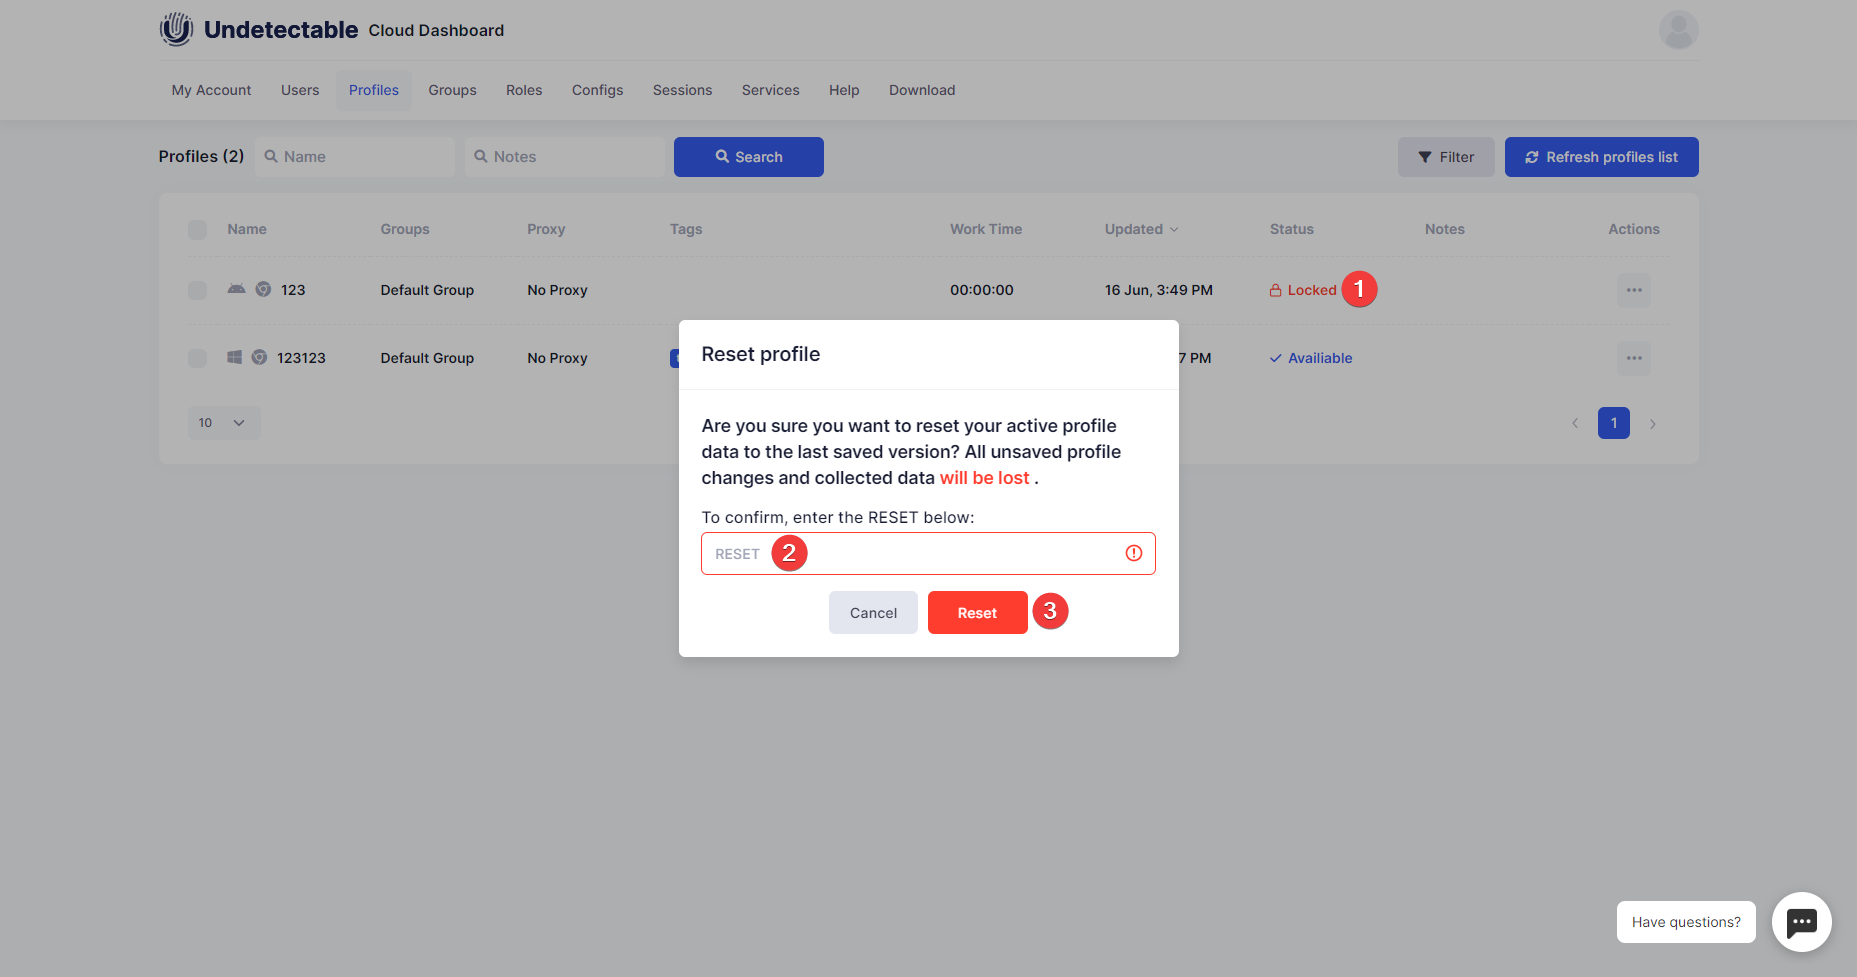 Undetectable Cloud Dashboard
My Account Users Profiles Groups Roles Configs Sessions Services Help Download
Profiles (2) Name Notes Search Filter Refresh profiles list
Name Groups Proxy Tags Work Time Updated Status Notes Actions
123 Default Group No Proxy 00:00:00 16 Jun, 3:49 PM Locked 1
123123 Default Group No Proxy 7 PM Availiable
10 1
Reset profile
Are you sure you want to reset your active profile
data to the last saved version? All unsaved profile
changes and collected data will be lost .
To confirm, enter the RESET below:
RESET 2
Cancel Reset 3
Have questions?